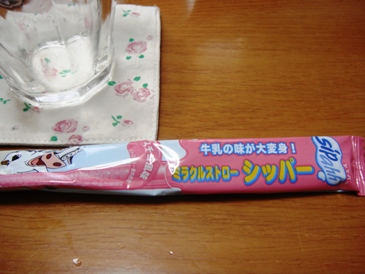 牛乳の味が大変身！
ミラクルストロー シッパー
sipahh